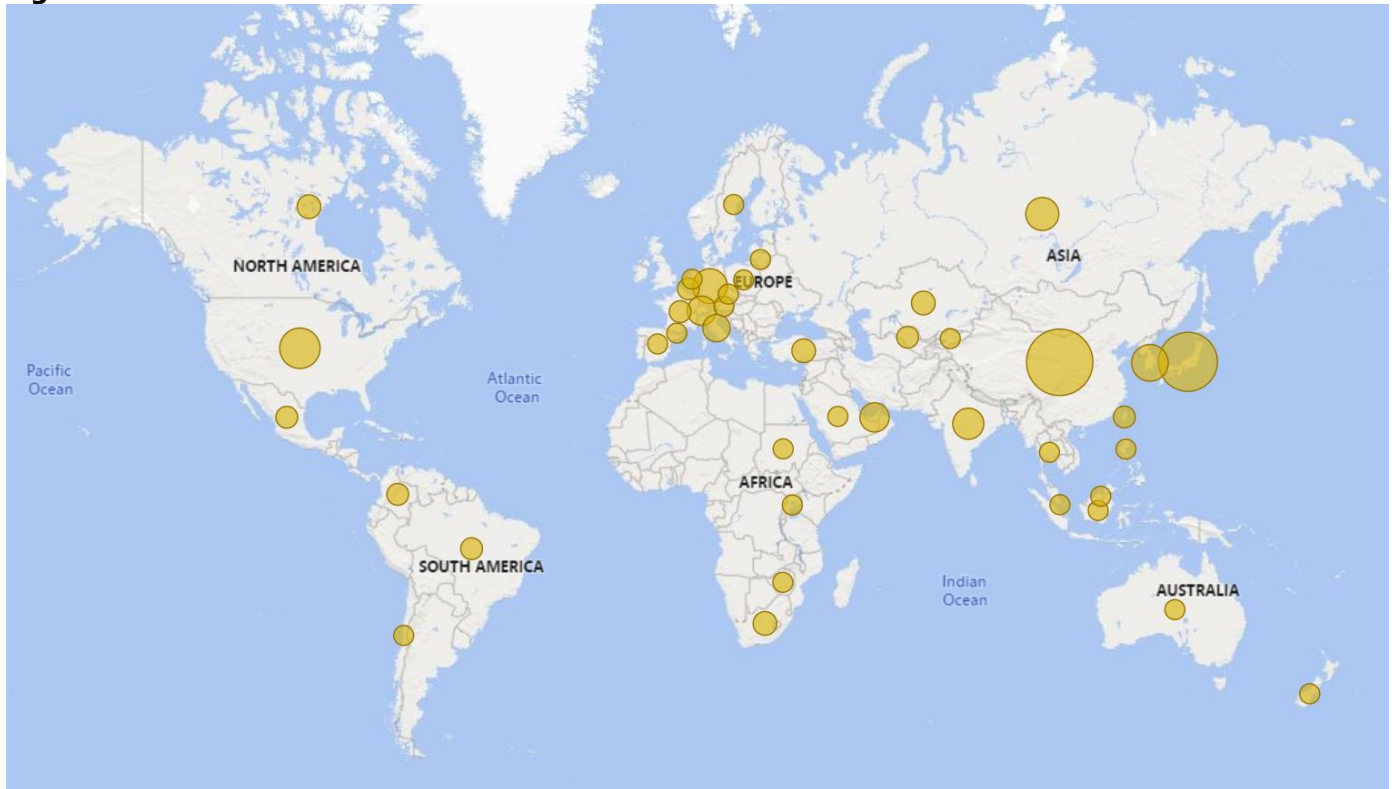 NORTH AMERICA
ASIA
EUROPE
Pacific
Ocean
Atlantic
Ocean
AFRICA
SOUTH AMERICA
Indian
Ocean
AUSTRALIA